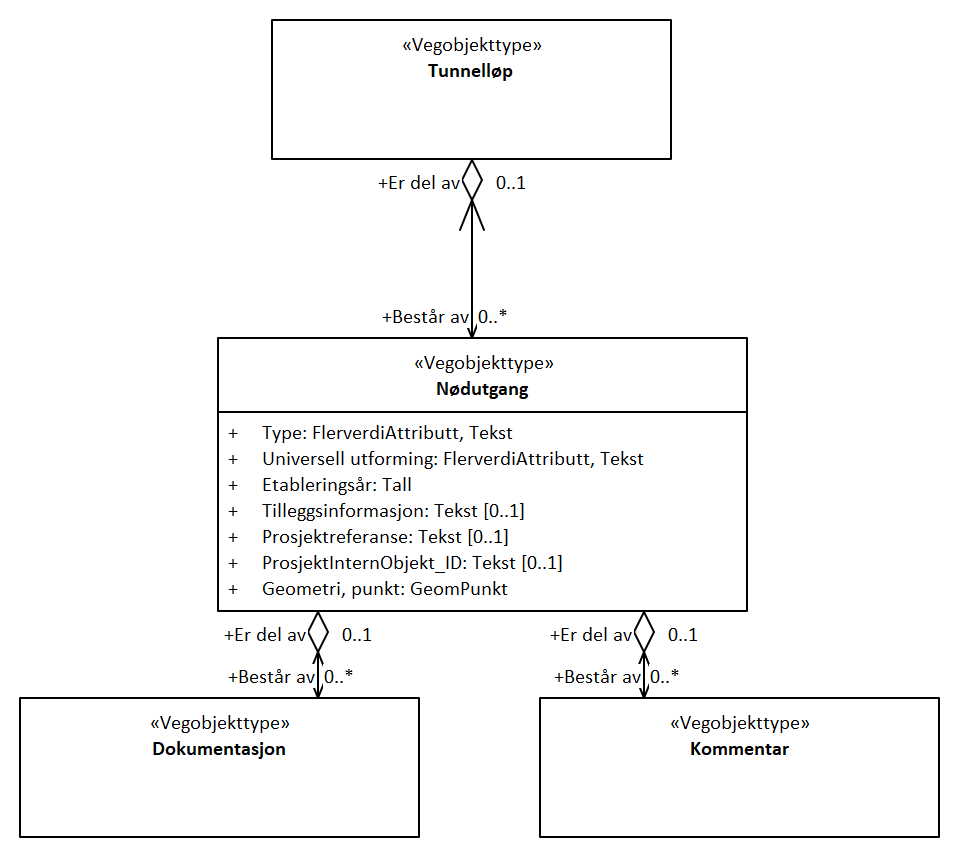 «Vegobjekttype»
Tunnelløp
+Er del av 0..1
+Består av 0..*
«Vegobjekttype»
Nødutgang
+ Type: FlerverdiAttributt, Tekst
+ Universell utforming: FlerverdiAttributt, Tekst
+ Etableringsår: Tall
+ Tilleggsinformasjon: Tekst [0..1]
+ Prosjektreferanse: Tekst [0..1]
+ ProsjektInternObjekt_ID: Tekst [0..1]
+ Geometri, punkt: GeomPunkt
+Er del av 0..1
+Består av 0..*
«Vegobjekttype»
Dokumentasjon
+Er del av 0..1
+Består av 0..*
«Vegobjekttype»
Kommentar